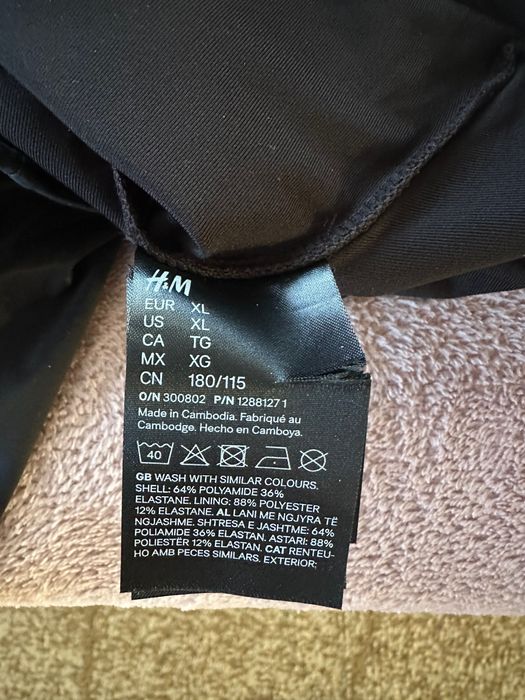 H&M
EUR XL
US XL
CA TG
MX XG
CN 180/115
O/N 300802 P/N 1288127 1
Made in Cambodia. Fabriqué au
Cambodge. Hecho en Camboya.
40
GB WASH WITH SIMILAR COLOURS.
SHELL: 64% POLYAMIDE 36%
ELASTANE. LINING: 88% POLYESTER
12% ELASTANE. AL LANI ME NGJYRA TË
NGJASHME. SHTRESA E JASHTME: 64%
POLIAMIDE 36% ELASTAN. ASTARI: 88%
POLIESTËR 12% ELASTAN. CAT RENTEU-
HO AMB PECES SIMILARS. EXTERIOR;